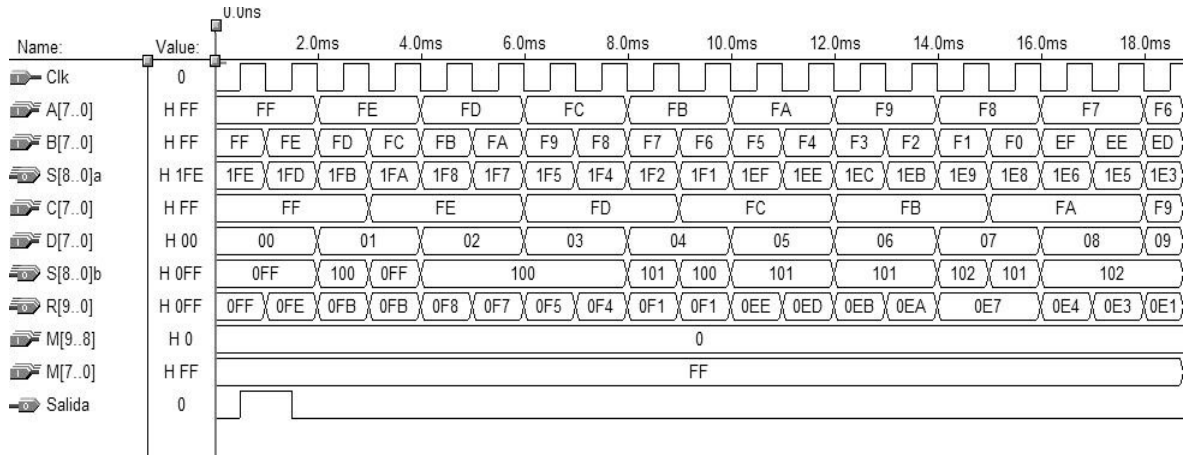 0.0ns
Name: Value: 2.0ms 4.0ms 6.0ms 8.0ms 10.0ms 12.0ms 14.0ms 16.0ms 18.0ms
Clk 0
A[7..0] H FF FF FE FD FC FB FA F9 F8 F7 F6
B[7..0] H FF FF FE FD FC FB FA F9 F8 F7 F6 F5 F4 F3 F2 F1 F0 EF EE ED
S[8..0]a H 1FE 1FE 1FD 1FB 1FA 1F8 1F7 1F5 1F4 1F2 1F1 1EF 1EE 1EC 1EB 1E9 1E8 1E6 1E5 1E3
C[7..0] H FF FF FE FD FC FB FA F9
D[7..0] H 00 00 01 02 03 04 05 06 07 08 09
S[8..0]b H 0FF 0FF 100 0FF 100 101 100 101 101 102 101 102
R[9..0] H 0FF 0FF 0FE 0FB 0FB 0F8 0F7 0F5 0F4 0F1 0F1 0EE 0ED 0EB 0EA 0E7 0E4 0E3 0E1
M[9..8] H 0 0
M[7..0] H FF FF
Salida 0